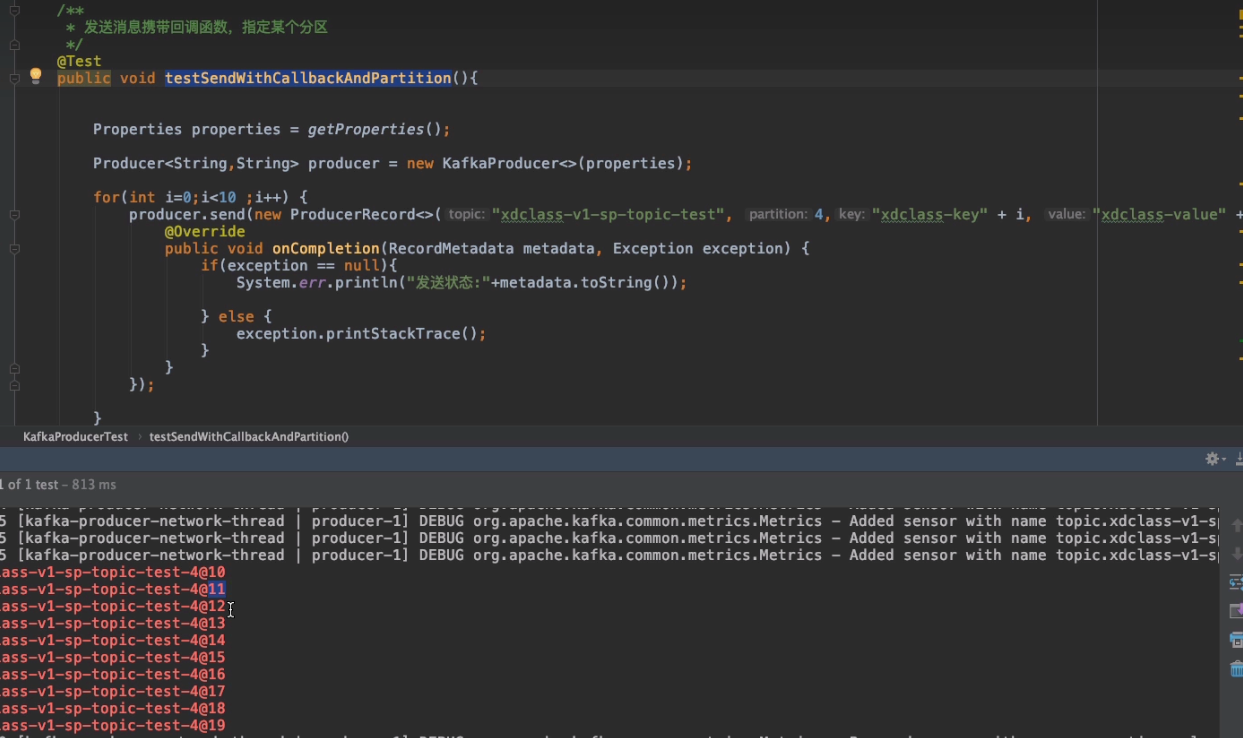 /**
* 发送消息携带回调函数，指定某个分区
*/
@Test
public void testSendWithCallbackAndPartition(){
Properties properties = getProperties();
Producer<String,String> producer = new KafkaProducer<>(properties);
for(int i=0;i<10 ;i++) {
producer.send(new ProducerRecord<>( topic: "xdclass-v1-sp-topic-test", partition: 4, key: "xdclass-key" + i, value: "xdclass-value" +
@Override
public void onCompletion(RecordMetadata metadata, Exception exception) {
if(exception == null){
System.err.println("发送状态:"+metadata.toString());
} else {
exception.printStackTrace();
}
}
});
}
KafkaProducerTest › testSendWithCallbackAndPartition()
1 of 1 test – 813 ms
5 [kafka-producer-network-thread | producer-1] DEBUG org.apache.kafka.common.metrics.Metrics - Added sensor with name topic.xdclass-v1-sp
5 [kafka-producer-network-thread | producer-1] DEBUG org.apache.kafka.common.metrics.Metrics - Added sensor with name topic.xdclass-v1-sp
5 [kafka-producer-network-thread | producer-1] DEBUG org.apache.kafka.common.metrics.Metrics - Added sensor with name topic.xdclass-v1-sp
lass-v1-sp-topic-test-4@10
lass-v1-sp-topic-test-4@11
lass-v1-sp-topic-test-4@12
lass-v1-sp-topic-test-4@13
lass-v1-sp-topic-test-4@14
lass-v1-sp-topic-test-4@15
lass-v1-sp-topic-test-4@16
lass-v1-sp-topic-test-4@17
lass-v1-sp-topic-test-4@18
lass-v1-sp-topic-test-4@19